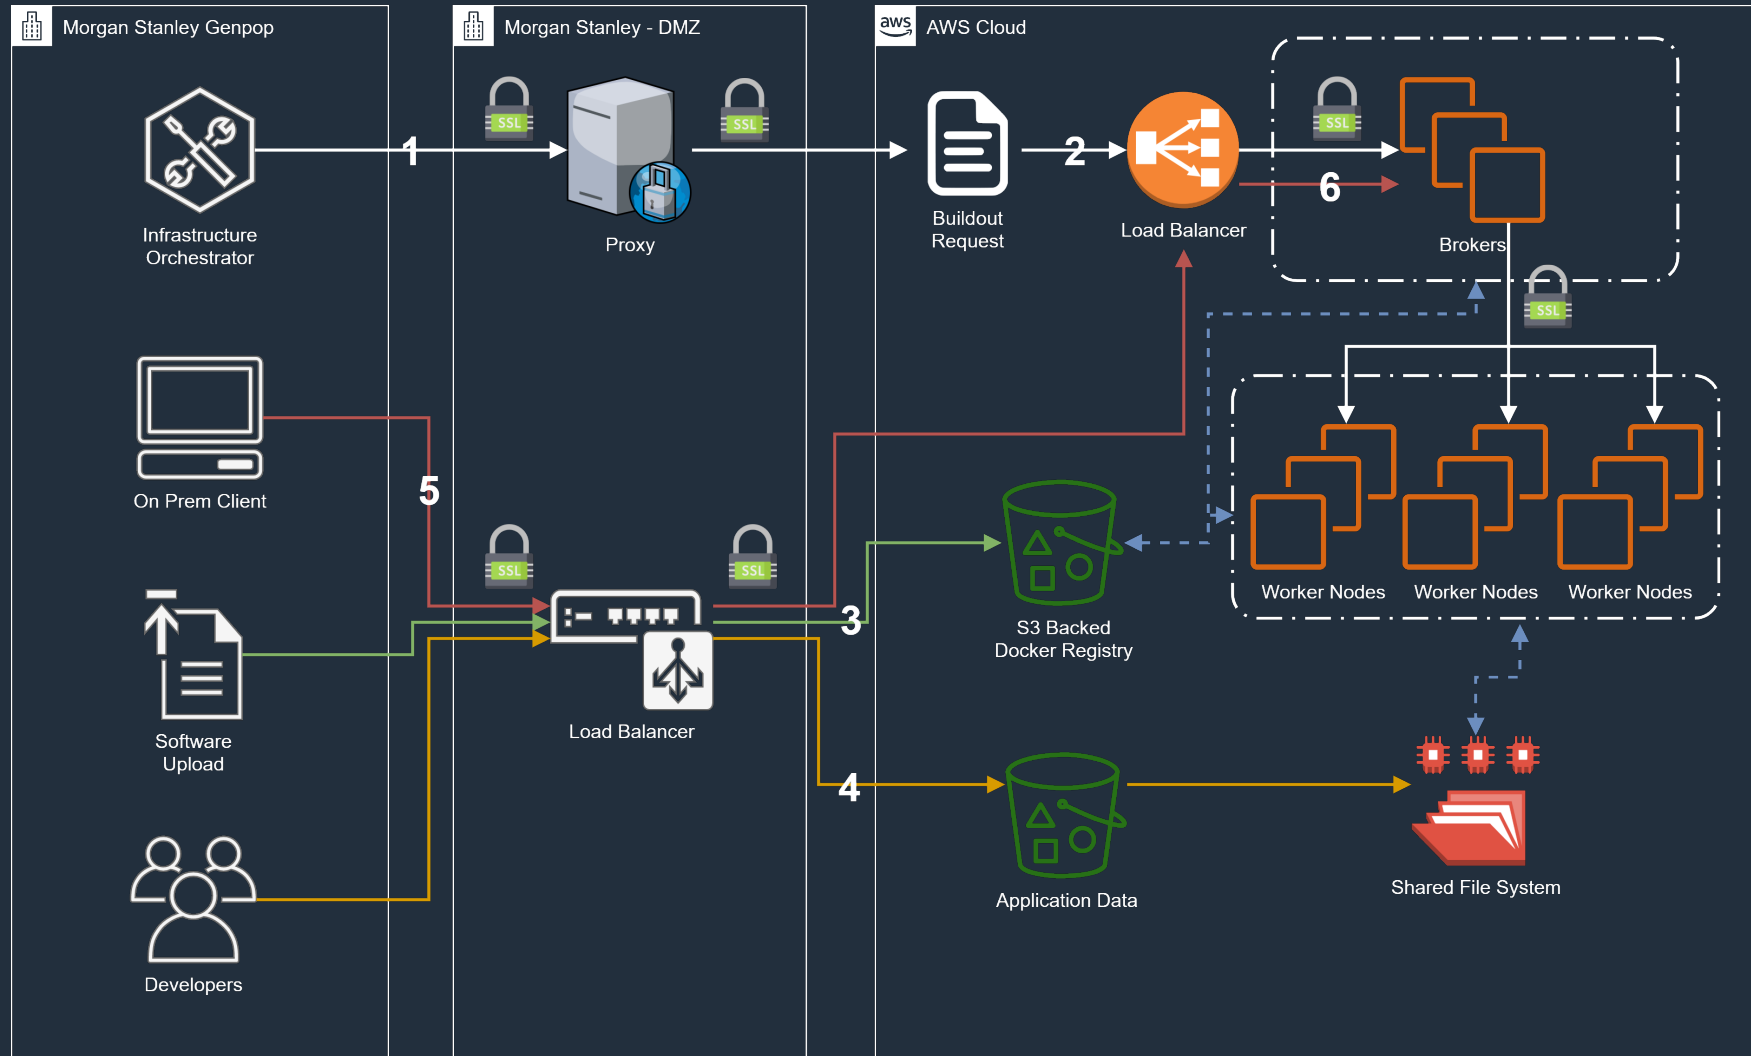 Morgan Stanley Genpop
Morgan Stanley - DMZ
aws
AWS Cloud
1
SSL
SSL
2
SSL
6
Infrastructure
Orchestrator
Proxy
Buildout
Request
Load Balancer
Brokers
SSL
On Prem Client
5
SSL
SSL
Worker Nodes
Worker Nodes
Worker Nodes
3
S3 Backed
Docker Registry
Software
Upload
Load Balancer
4
Application Data
Shared File System
Developers